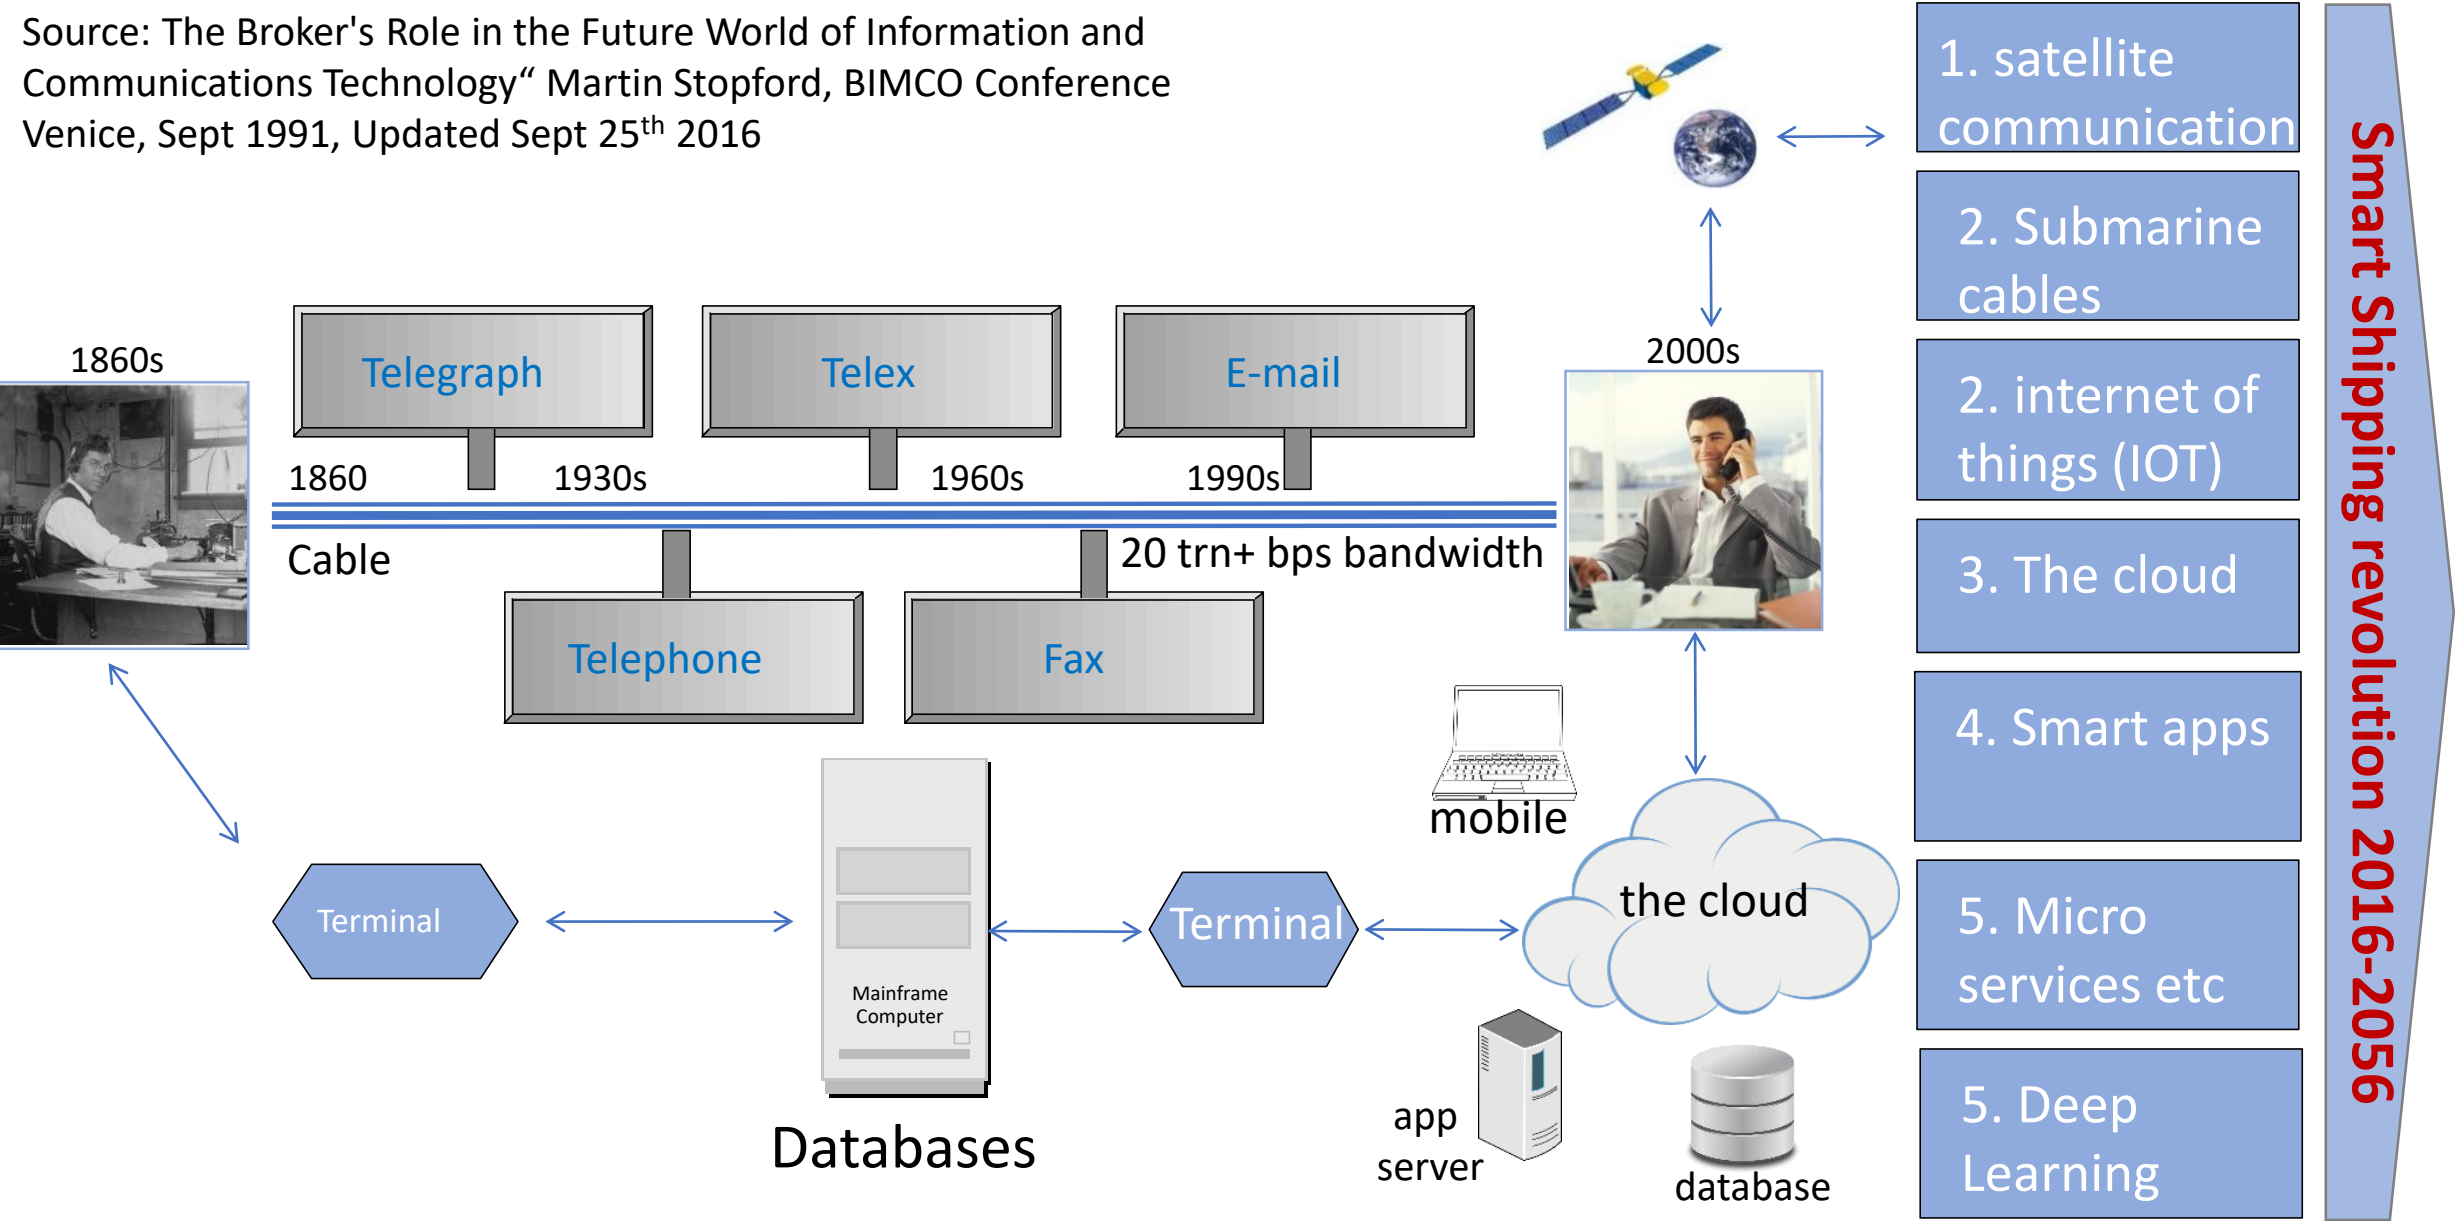 Source: The Broker's Role in the Future World of Information and
Communications Technology“ Martin Stopford, BIMCO Conference
Venice, Sept 1991, Updated Sept 25th 2016
1860s
Telegraph
Telex
E-mail
2000s
1860
1930s
1960s
1990s
Cable
20 trn+ bps bandwidth
Telephone
Fax
mobile
Terminal
Mainframe
Computer
Databases
Terminal
the cloud
app
server
database
1. satellite
communication
2. Submarine
cables
2. internet of
things (IOT)
3. The cloud
4. Smart apps
5. Micro
services etc
5. Deep
Learning
Smart Shipping revolution 2016-2056